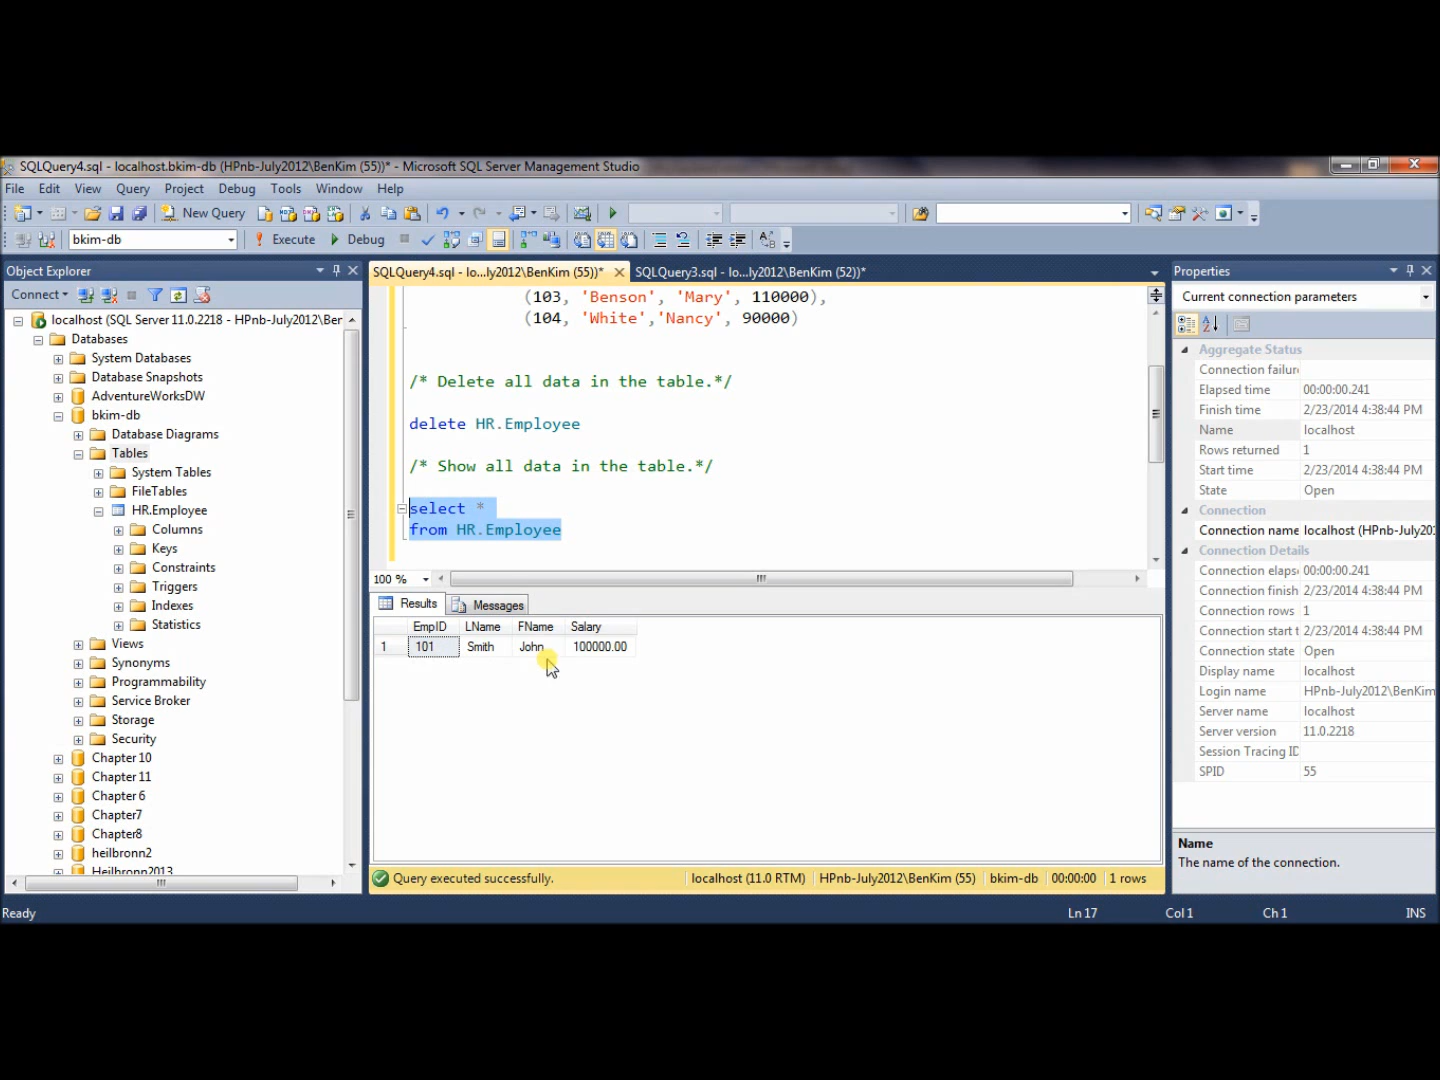 SQLQuery4.sql - localhost.bkim-db (HPnb-July2012\BenKim (55))* - Microsoft SQL Server Management Studio
File Edit View Query Project Debug Tools Window Help
New Query
bkim-db Execute Debug
Object Explorer
Connect
localhost (SQL Server 11.0.2218 - HPnb-July2012\Ber
Databases
System Databases
Database Snapshots
AdventureWorksDW
bkim-db
Database Diagrams
Tables
System Tables
FileTables
HR.Employee
Columns
Keys
Constraints
Triggers
Indexes
Statistics
Views
Synonyms
Programmability
Service Broker
Storage
Security
Chapter10
Chapter11
Chapter6
Chapter7
Chapter8
heilbronn2
Heilbronn2013
SQLQuery4.sql - lo...ly2012\BenKim (55))* SQLQuery3.sql - lo...ly2012\BenKim (52))*
(103, 'Benson', 'Mary', 110000),
(104, 'White','Nancy', 90000)
/* Delete all data in the table.*/
delete HR.Employee
/* Show all data in the table.*/
select *
from HR.Employee
100 %
Results Messages
EmpID LName FName Salary
1 101 Smith John 100000.00
Query executed successfully. localhost (11.0 RTM) HPnb-July2012\BenKim (55) bkim-db 00:00:00 1 rows
Properties
Current connection parameters
Aggregate Status
Connection failure
Elapsed time 00:00:00.241
Finish time 2/23/2014 4:38:44 PM
Name localhost
Rows returned 1
Start time 2/23/2014 4:38:44 PM
State Open
Connection
Connection name localhost (HPnb-July201
Connection Details
Connection elaps 00:00:00.241
Connection finish 2/23/2014 4:38:44 PM
Connection rows 1
Connection start t 2/23/2014 4:38:44 PM
Connection state Open
Display name localhost
Login name HPnb-July2012\BenKim
Server name localhost
Server version 11.0.2218
Session Tracing ID
SPID 55
Name
The name of the connection.
Ready Ln 17 Col 1 Ch 1 INS